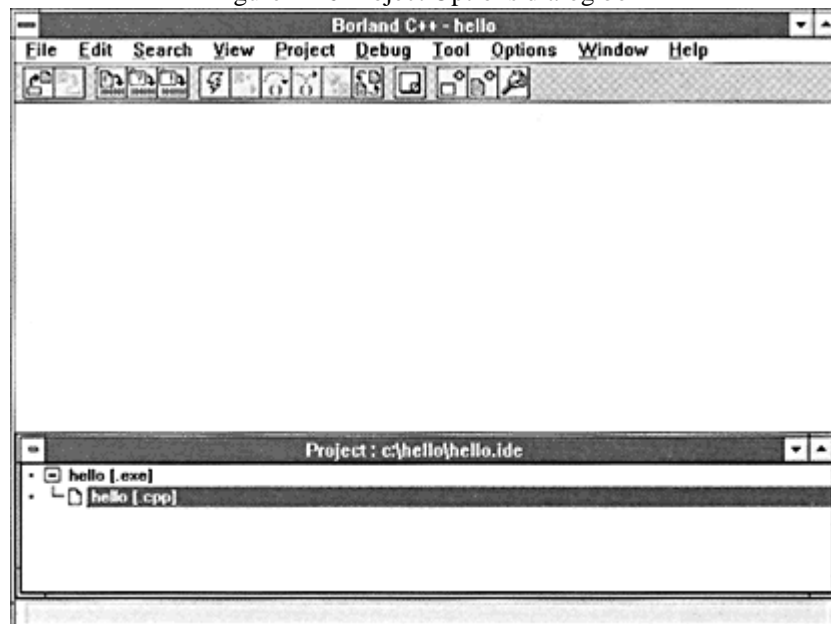 Borland C++ - hello
File Edit Search View Project Debug Tool Options Window Help
Project : c:\hello\hello.ide
hello [.exe]
hello [.cpp]